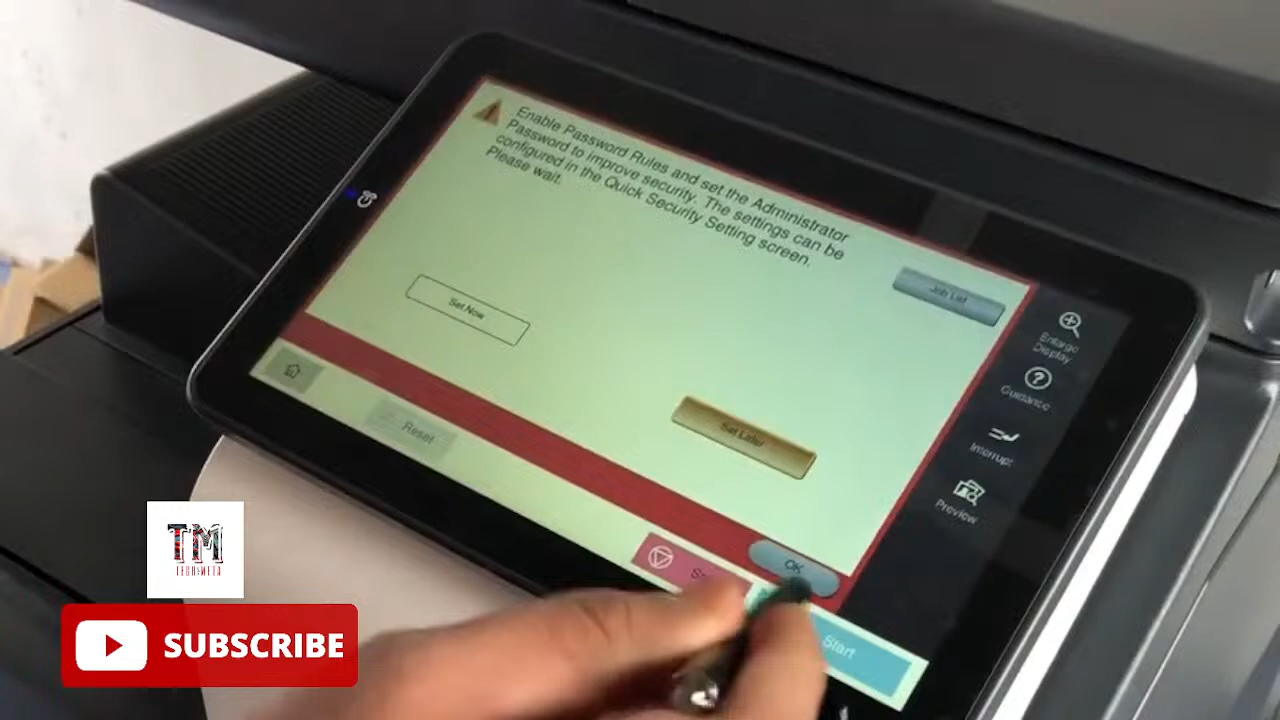 Enable Password Rules and set the Administrator
Password to improve security. The settings can be
configured in the Quick Security Setting screen.
Please wait.
Job List
Set Now
Set Later
Reset
OK
Start
Enlarge
Display
Guidance
Interrupt
Preview
TM
TECH META
SUBSCRIBE